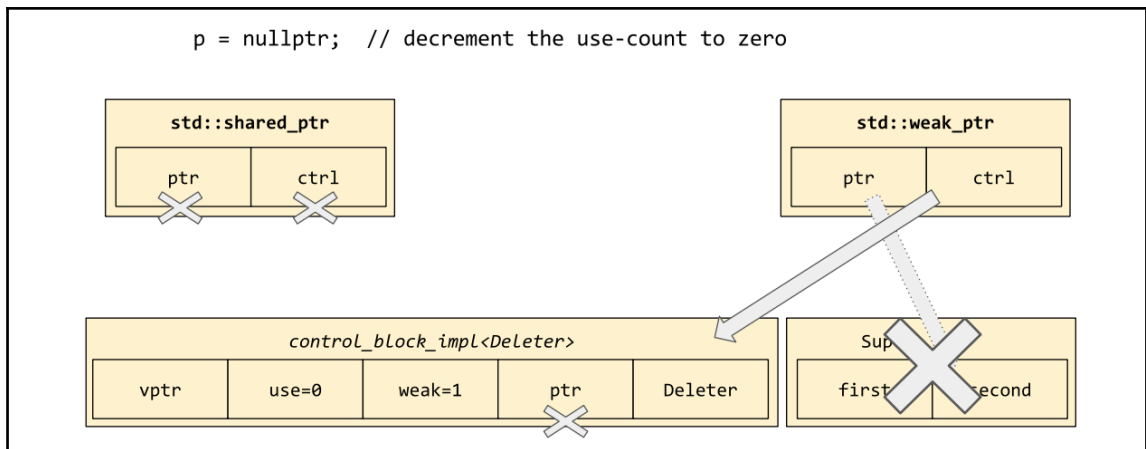 p = nullptr;  // decrement the use-count to zero
std::shared_ptr
std::weak_ptr
ptr ctrl
ptr ctrl
control_block_impl<Deleter>
vptr use=0 weak=1 ptr Deleter
first